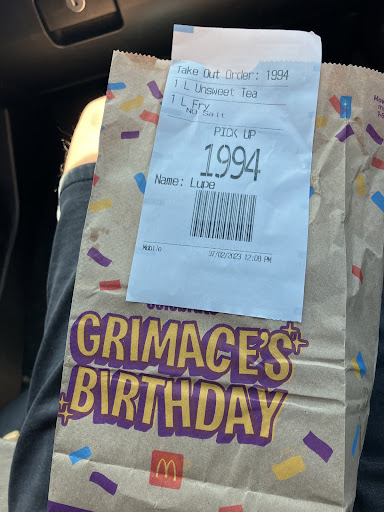 Take Out Order: 1994
1 L Unsweet Tea
1 L Fry
No Salt
PICK UP
1994
Name: Lupe
Mobile
07/02/2023 12:08 PM
GRIMACE'S
BIRTHDAY